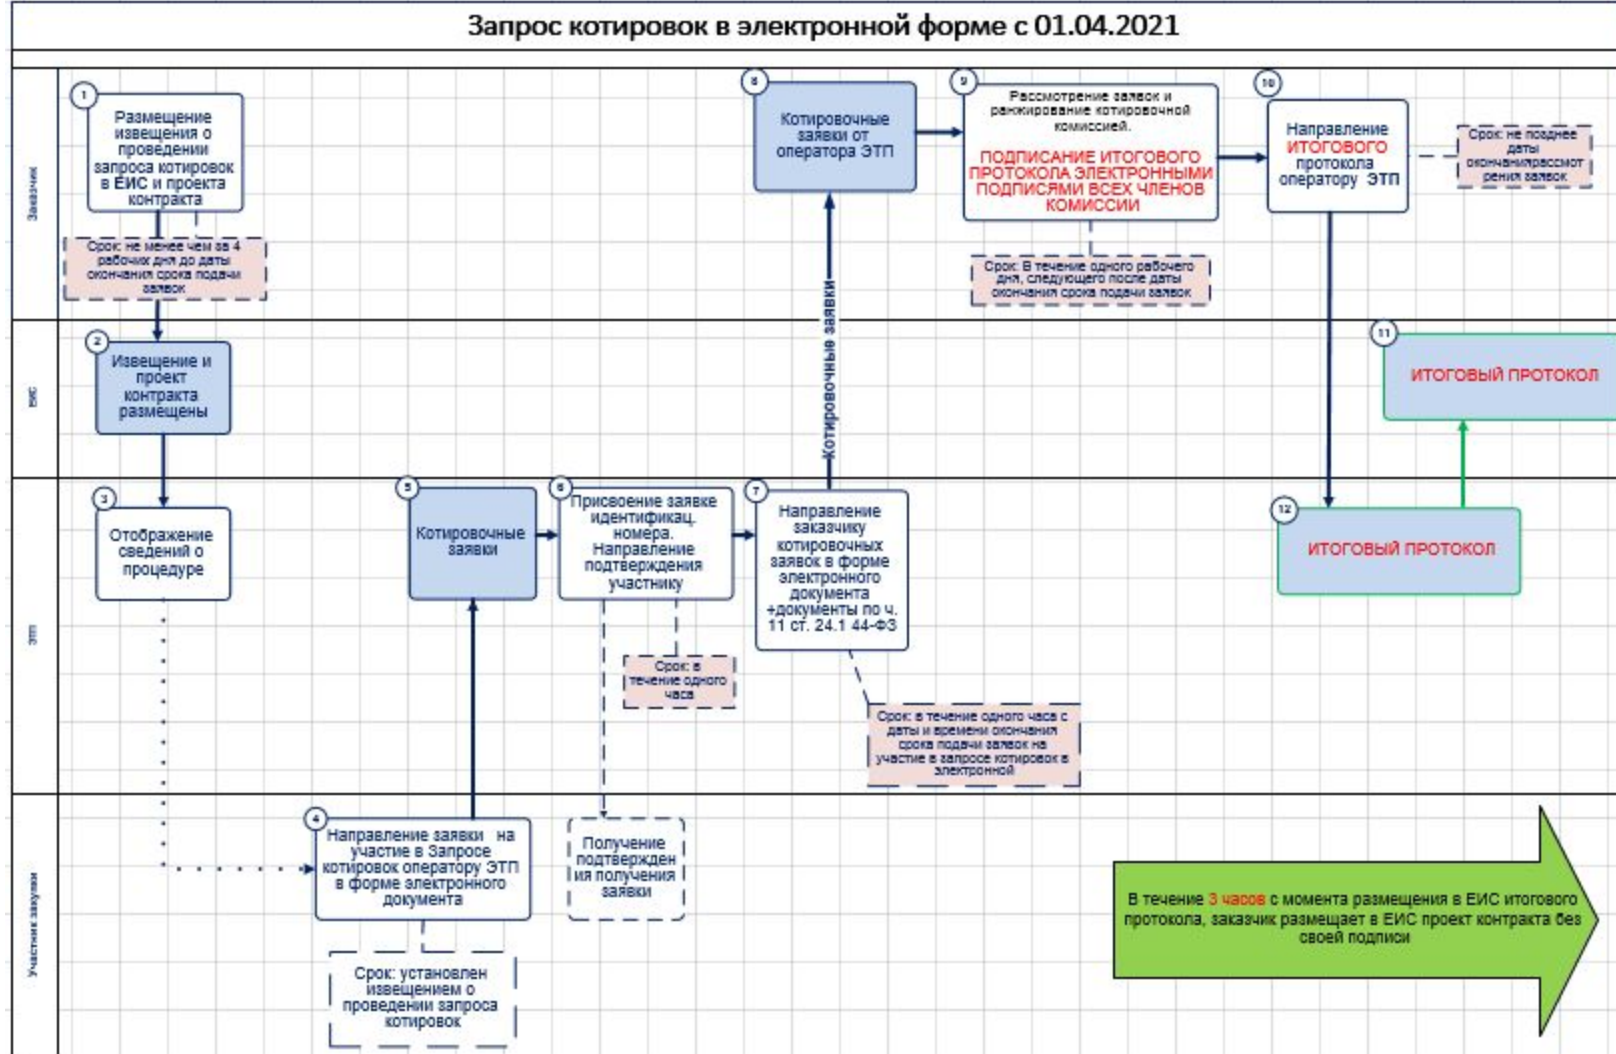 Запрос котировок в электронной форме с 01.04.2021
Заказчик
1
Размещение
извещения о
проведении
запроса котировок
в ЕИС и проекта
контракта
Срок: не менее чем за 4
рабочих дня до даты
окончания срока подачи
заявок
8
Котировочные
заявки от
оператора ЭТП
9
Рассмотрение заявок и
ранжирование котировочной
комиссией.
ПОДПИСАНИЕ ИТОГОВОГО
ПРОТОКОЛА ЭЛЕКТРОННЫМИ
ПОДПИСЯМИ ВСЕХ ЧЛЕНОВ
КОМИССИИ
Срок: В течение одного рабочего
дня, следующего после даты
окончания срока подачи заявок
10
Направление
ИТОГОВОГО
протокола
оператору ЭТП
Срок: не позднее
даты
окончаниярассмот
рения заявок
Котировочные заявки
ЕИС
2
Извещение и
проект
контракта
размещены
11
ИТОГОВЫЙ ПРОТОКОЛ
ЭТП
3
Отображение
сведений о
процедуре
5
Котировочные
заявки
6
Присвоение заявке
идентификац.
номера.
Направление
подтверждения
участнику
Срок: в
течение одного
часа
7
Направление
заказчику
котировочных
заявок в форме
электронного
документа
+документы по ч.
11 ст. 24.1 44-ФЗ
Срок: в течение одного часа с
даты и времени окончания
срока подачи заявок на
участие в запросе котировок в
электронной
12
ИТОГОВЫЙ ПРОТОКОЛ
Участник закупки
4
Направление заявки на
участие в Запросе
котировок оператору ЭТП
в форме электронного
документа
Срок: установлен
извещением о
проведении запроса
котировок
Получение
подтвержден
ия получения
заявки
В течение 3 часов с момента размещения в ЕИС итогового
протокола, заказчик размещает в ЕИС проект контракта без
своей подписи